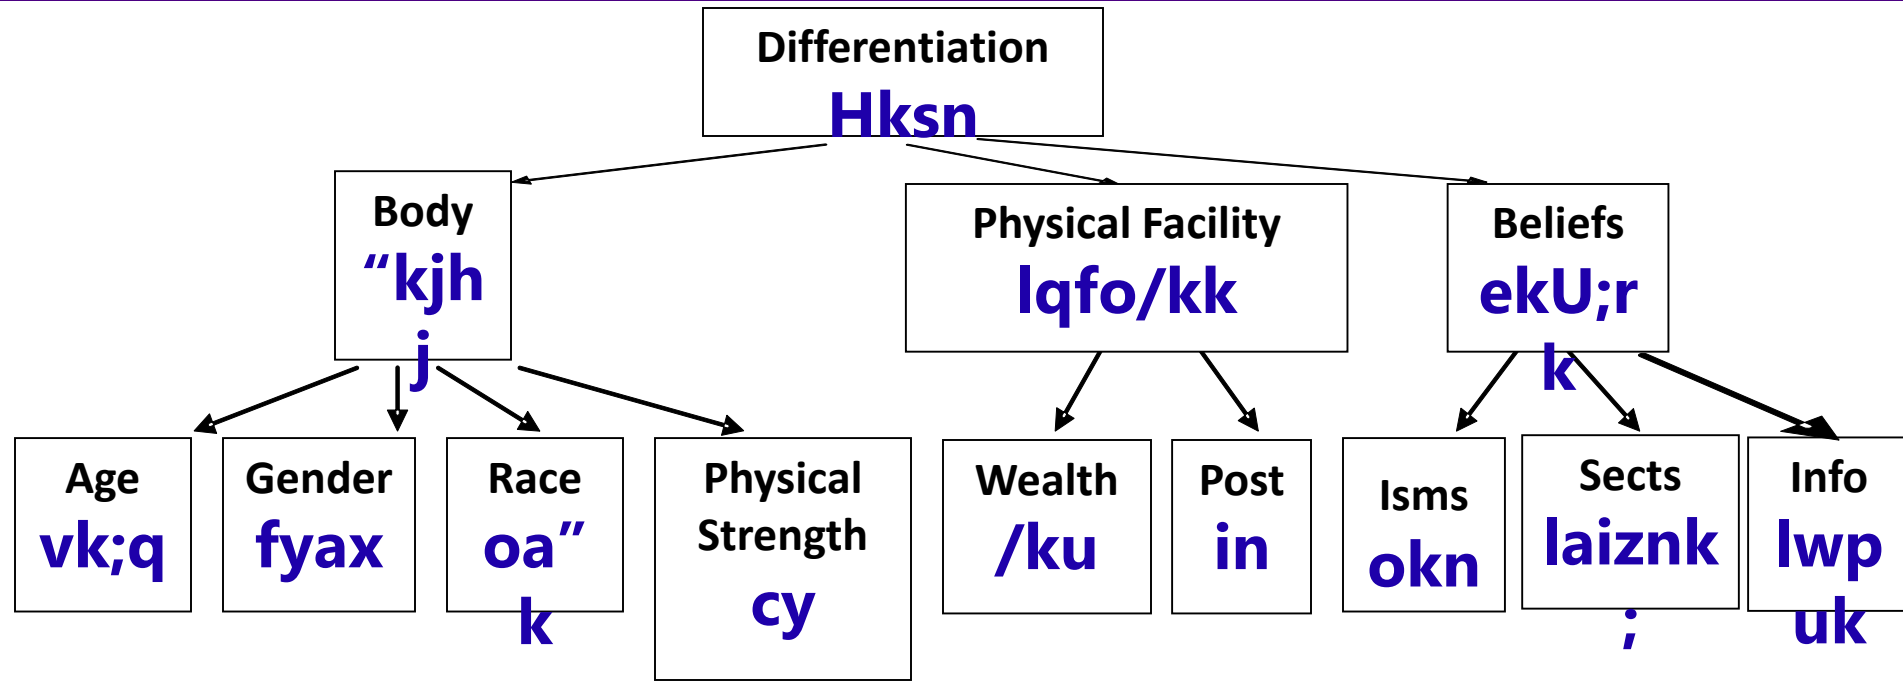 Differentiation
Hksn
Body
“kjh
j
Physical Facility
lqfo/kk
Beliefs
ekU;r
k
Age
vk;q
Gender
fyax
Race
oa”
k
Physical
Strength
cy
Wealth
/ku
Post
in
Isms
okn
Sects
laiznk
;
Info
lwp
uk